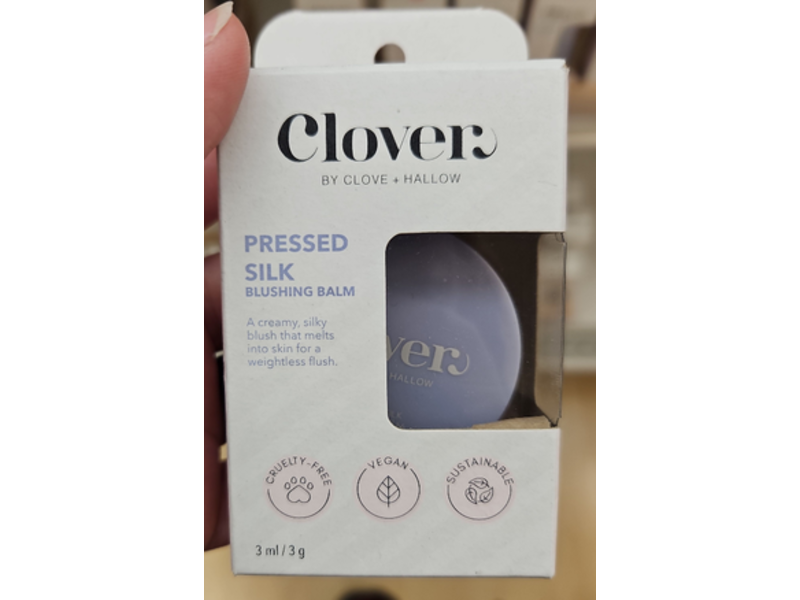 Clover
BY CLOVE + HALLOW
PRESSED
SILK
BLUSHING BALM
A creamy, silky
blush that melts
into skin for a
weightless flush.
ver
HALLOW
CRUELTY-FREE
VEGAN
SUSTAINABLE
3 ml / 3 g